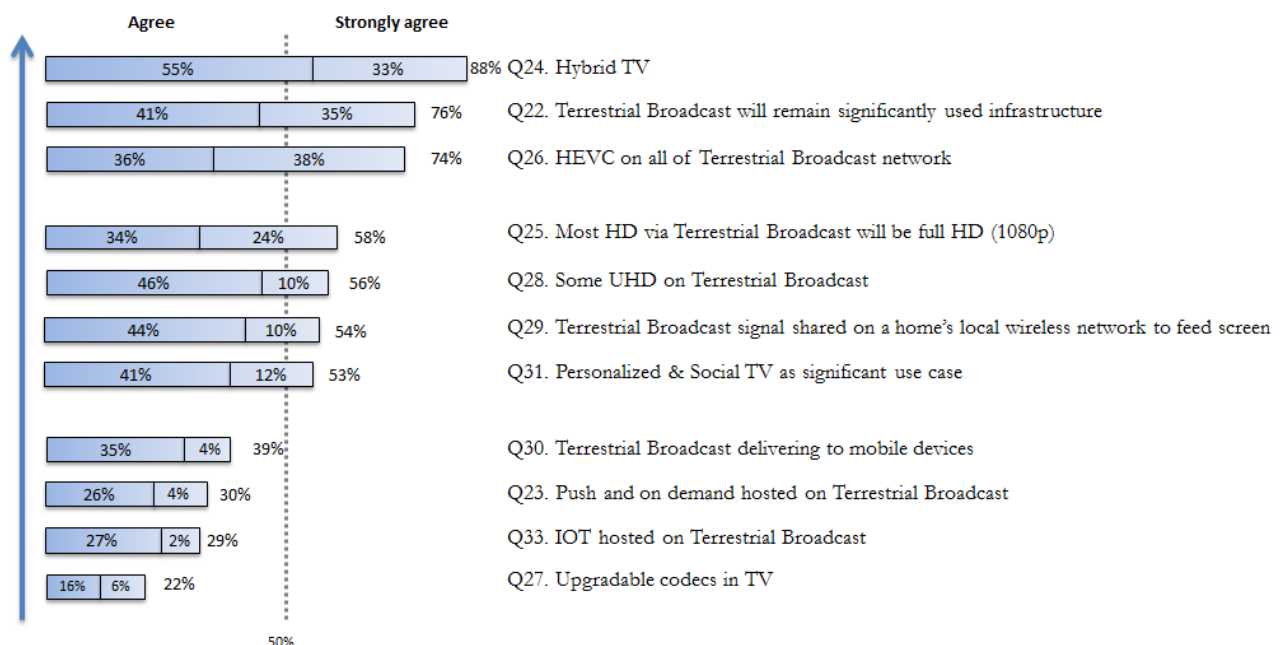 Agree Strongly agree
55% 33% 88% Q24. Hybrid TV
41% 35% 76% Q22. Terrestrial Broadcast will remain significantly used infrastructure
36% 38% 74% Q26. HEVC on all of Terrestrial Broadcast network
34% 24% 58% Q25. Most HD via Terrestrial Broadcast will be full HD (1080p)
46% 10% 56% Q28. Some UHD on Terrestrial Broadcast
44% 10% 54% Q29. Terrestrial Broadcast signal shared on a home's local wireless network to feed screen
41% 12% 53% Q31. Personalized & Social TV as significant use case
35% 4% 39% Q30. Terrestrial Broadcast delivering to mobile devices
26% 4% 30% Q23. Push and on demand hosted on Terrestrial Broadcast
27% 2% 29% Q33. IOT hosted on Terrestrial Broadcast
16% 6% 22% Q27. Upgradable codecs in TV
50%